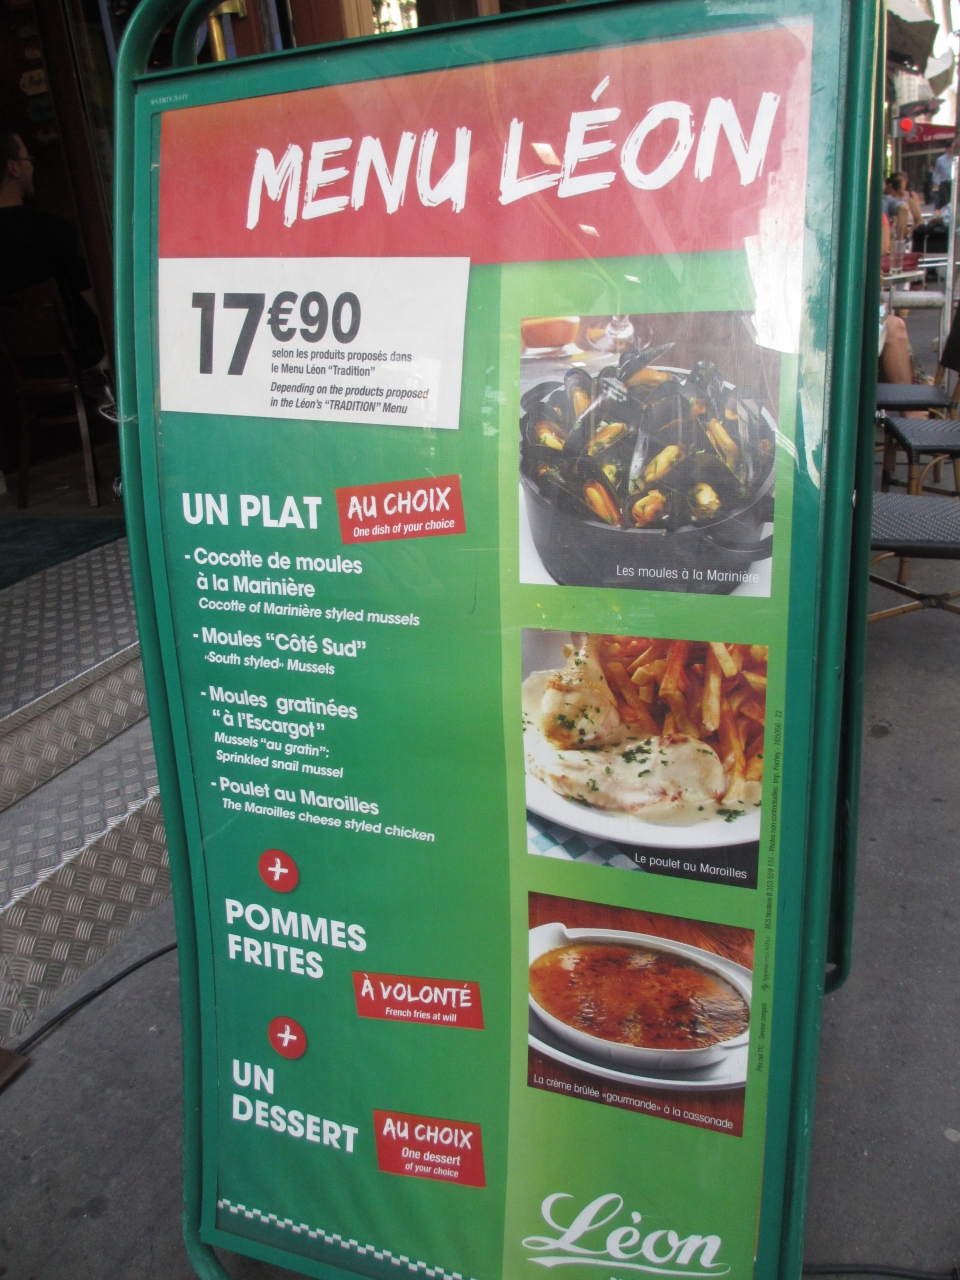 MENU LÉON
17€90
selon les produits proposés dans
le Menu Léon "Tradition"
Depending on the products proposed
in the Léon's "TRADITION" Menu
UN PLAT
AU CHOIX
One dish of your choice
- Cocotte de moules
à la Marinière
Cocotte of Marinière styled mussels
- Moules "Côté Sud"
«South styled» Mussels
- Moules gratinées
"à l'Escargot"
Mussels "au gratin":
Sprinkled snail mussel
- Poulet au Maroilles
The Maroilles cheese styled chicken
+
POMMES
FRITES
À VOLONTÉ
French fries at will
+
UN
DESSERT
AU CHOIX
One dessert
of your choice
Les moules à la Marinière
Le poulet au Maroilles
La crème brûlée «gourmande» à la cassonade
Léon